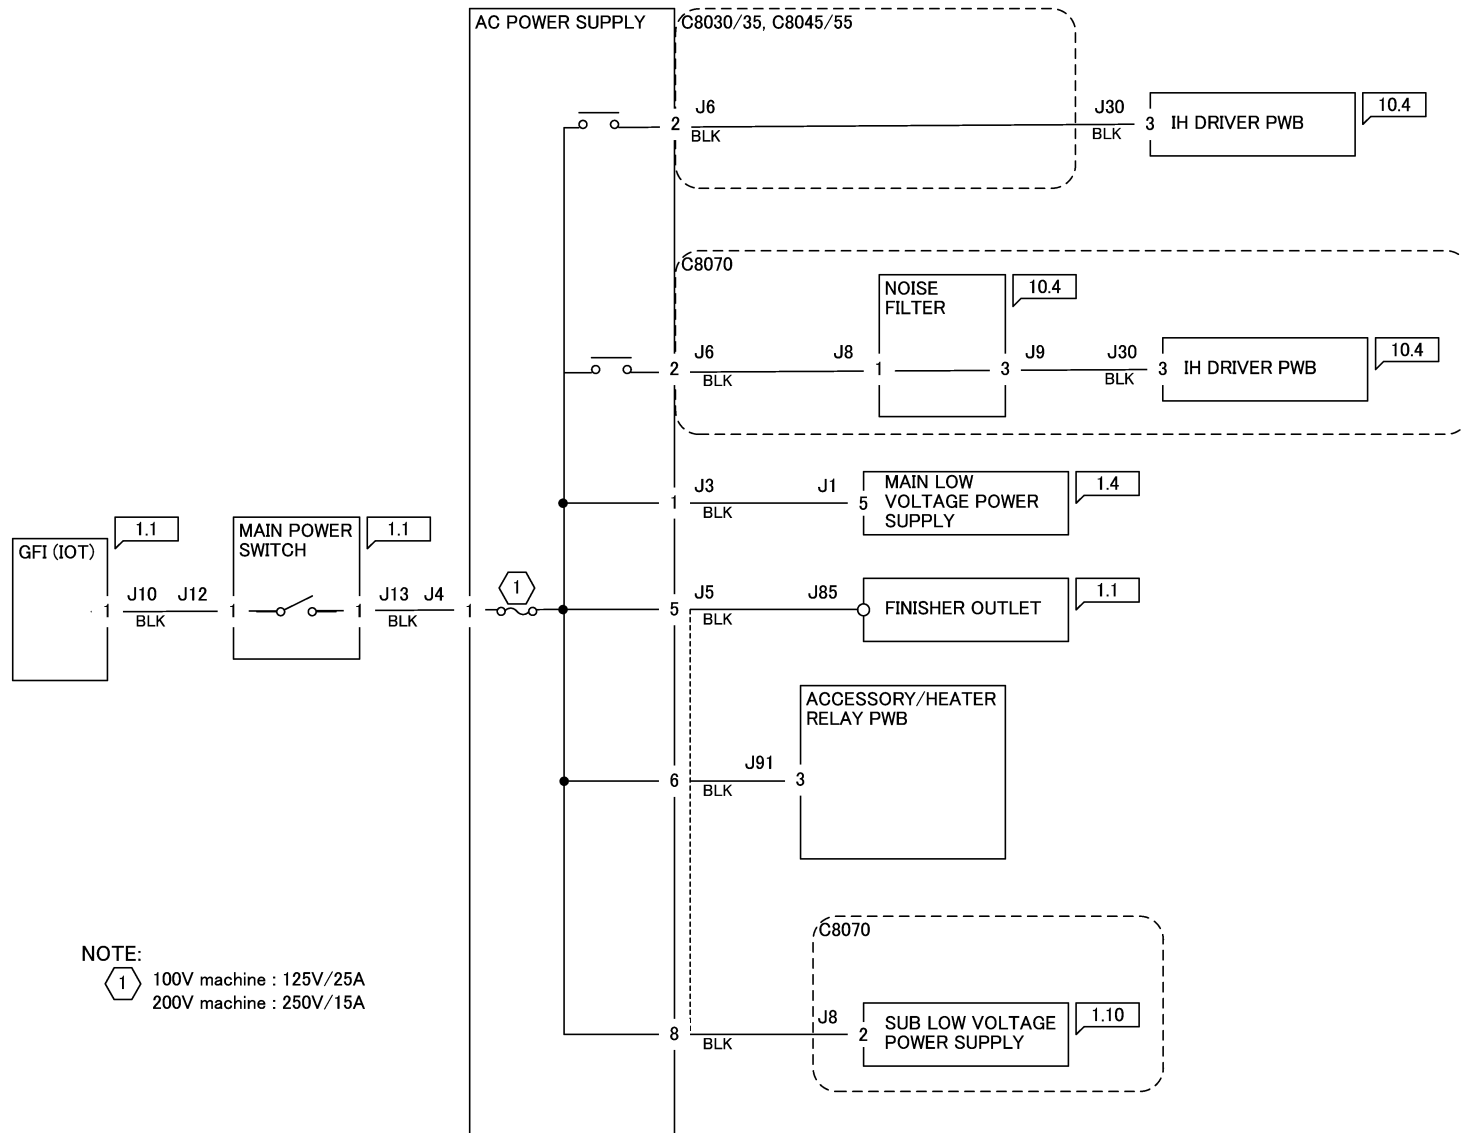 AC POWER SUPPLY
C8030/35, C8045/55
J6
2
BLK
J30
BLK
3
IH DRIVER PWB
10.4
C8070
NOISE
FILTER
10.4
J6
2
BLK
J8
1
3
J9
J30
BLK
3
IH DRIVER PWB
10.4
J3
1
BLK
J1
5
MAIN LOW
VOLTAGE POWER
SUPPLY
1.4
GFI (IOT)
1.1
1
J10
BLK
J12
MAIN POWER
SWITCH
1.1
1
1
J13
BLK
J4
1
1
J5
5
BLK
J85
FINISHER OUTLET
1.1
ACCESSORY/HEATER
RELAY PWB
6
BLK
J91
3
C8070
8
BLK
J8
2
SUB LOW VOLTAGE
POWER SUPPLY
1.10
NOTE:
1
100V machine : 125V/25A
200V machine : 250V/15A